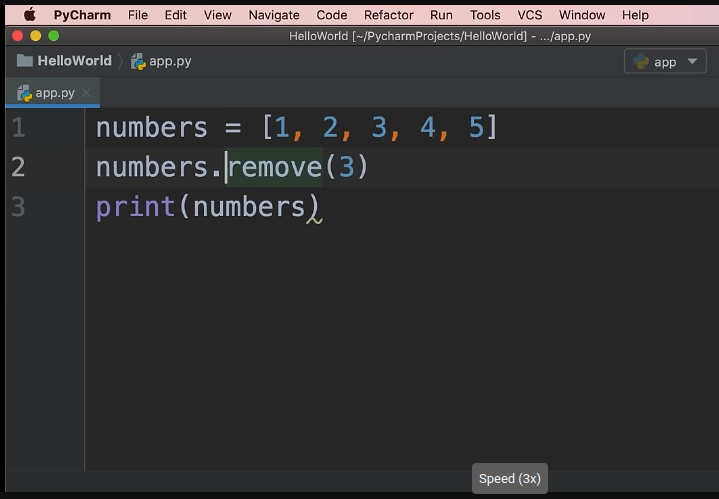 PyCharm File Edit View Navigate Code Refactor Run Tools VCS Window Help
HelloWorld [~/PycharmProjects/HelloWorld] - .../app.py
HelloWorld app.py app
app.py
1 numbers = [1, 2, 3, 4, 5]
2 numbers.remove(3)
3 print(numbers)
Speed (3x)